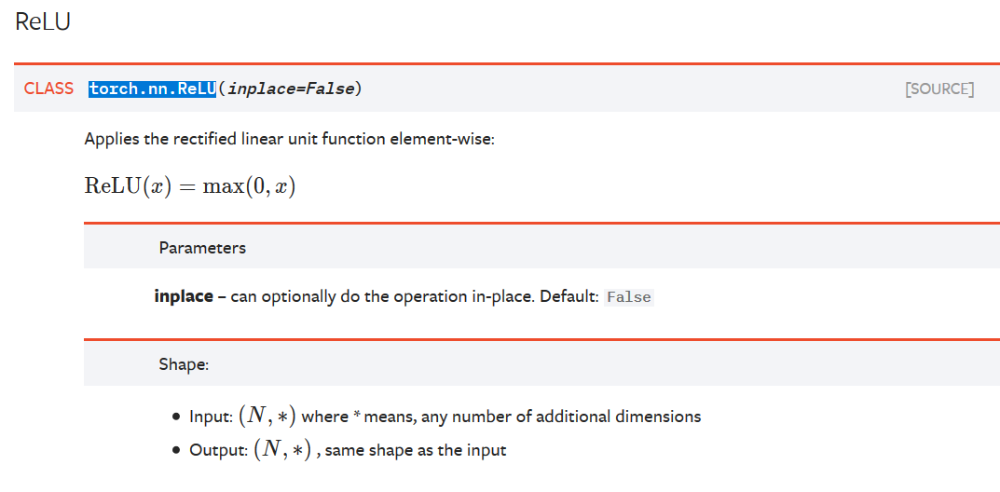 ReLU
CLASS torch.nn.ReLU(inplace=False) [SOURCE]
Applies the rectified linear unit function element-wise:
ReLU(x) = max(0, x)
Parameters
inplace – can optionally do the operation in-place. Default: False
Shape:
• Input: (N, ∗) where * means, any number of additional dimensions
• Output: (N, ∗) , same shape as the input